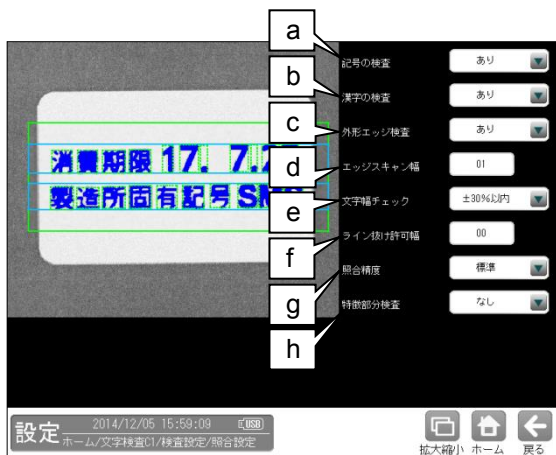 a
記号の検査 あり
b
漢字の検査 あり
c
外形エッジ検査 あり
d
エッジスキャン幅 01
e
文字幅チェック ±30%以内
f
ライン抜け許可幅 00
g
照合精度 標準
h
特徴部分検査 なし
消費期限 17. 7.2
製造所固有記号SM
設定
2014/12/05 15:59:09 USB
ホーム/文字検査C1/検査設定/照合設定
拡大縮小 ホーム 戻る